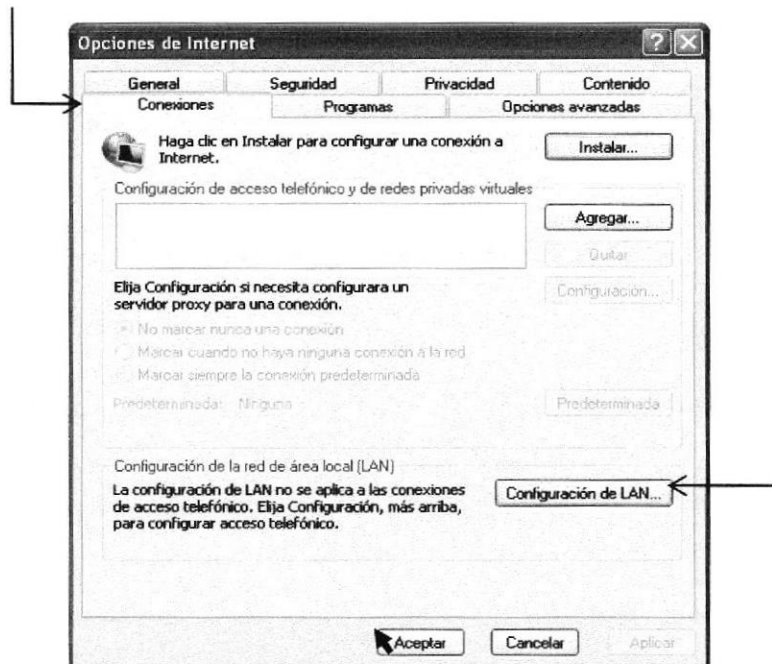 Opciones de Internet
General Seguridad Privacidad Contenido
Conexiones Programas Opciones avanzadas
Haga clic en Instalar para configurar una conexión a
Internet.
Instalar...
Configuración de acceso telefónico y de redes privadas virtuales
Agregar...
Quitar
Elija Configuración si necesita configurara un
servidor proxy para una conexión.
Configuración...
No marcar nunca una conexión
Marcar cuando no haya ninguna conexión a la red
Marcar siempre la conexión predeterminada
Predeterminada: Ninguna
Predeterminada
Configuración de la red de área local (LAN)
La configuración de LAN no se aplica a las conexiones
de acceso telefónico. Elija Configuración, más arriba,
para configurar acceso telefónico.
Configuración de LAN...
Aceptar Cancelar Aplicar